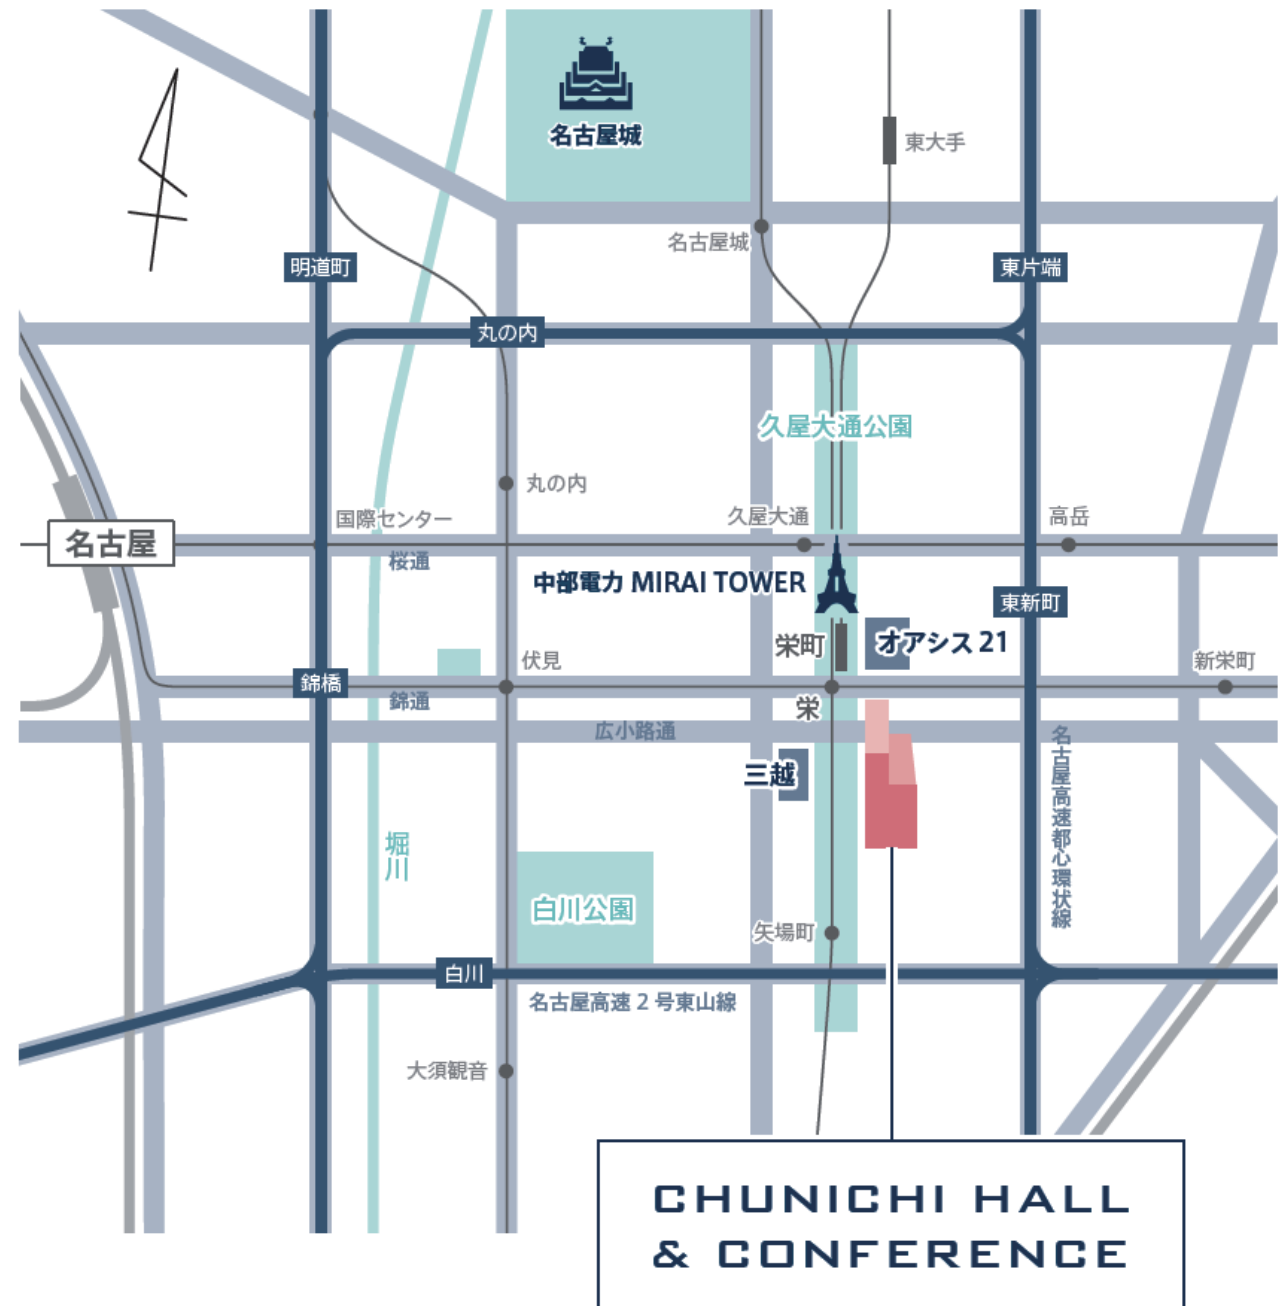 名古屋城
東大手
名古屋城
明道町
東片端
丸の内
久屋大通公園
丸の内
国際センター
久屋大通
高岳
名古屋
桜通
中部電力 MIRAI TOWER
東新町
栄町
オアシス 21
伏見
新栄町
錦橋
錦通
栄
広小路通
名古屋高速都心環状線
三越
堀川
白川公園
矢場町
白川
名古屋高速 2 号東山線
大須観音
CHUNICHI HALL
& CONFERENCE